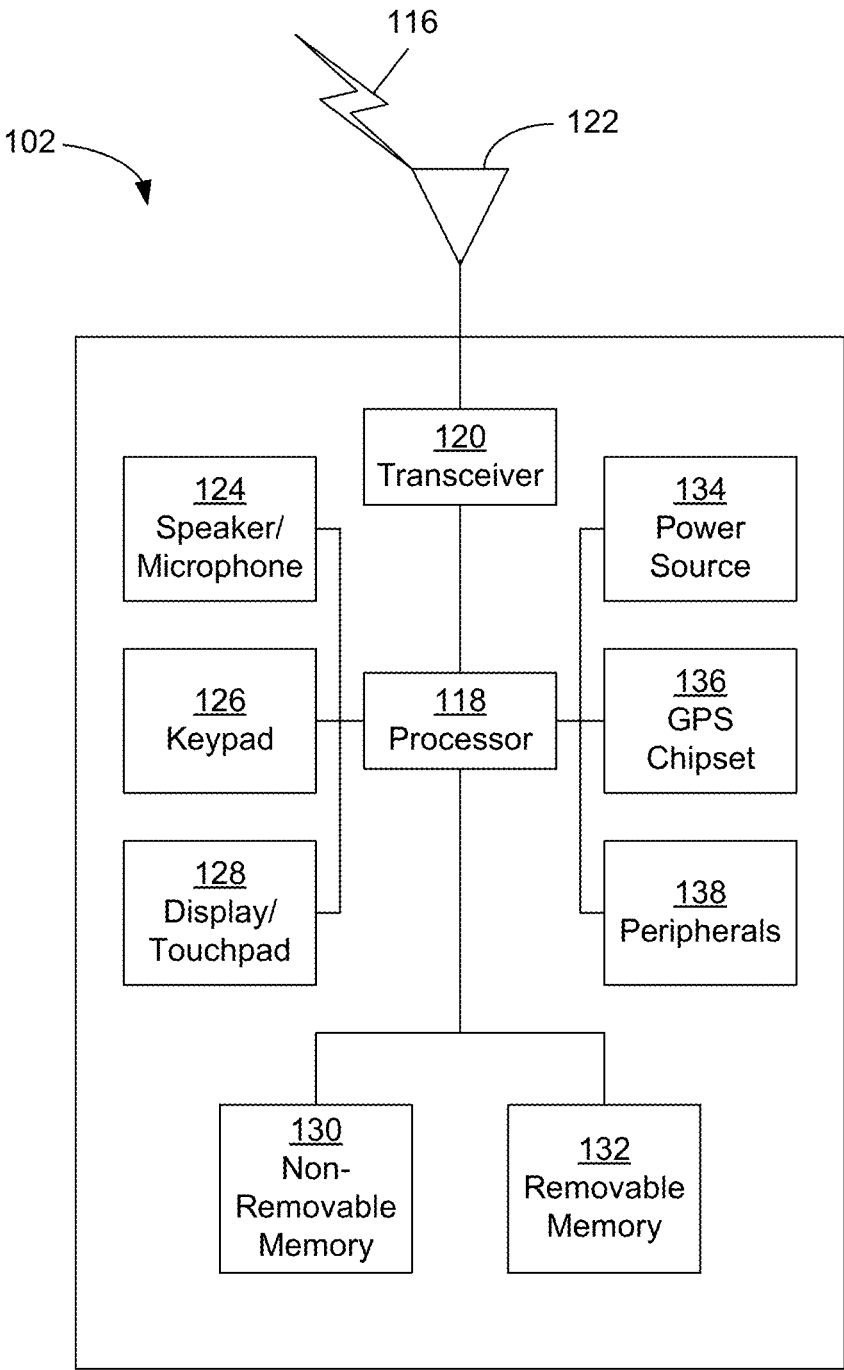 116
122
102
120
Transceiver
124
Speaker/
Microphone
134
Power
Source
126
Keypad
118
Processor
136
GPS
Chipset
128
Display/
Touchpad
138
Peripherals
130
Non-
Removable
Memory
132
Removable
Memory